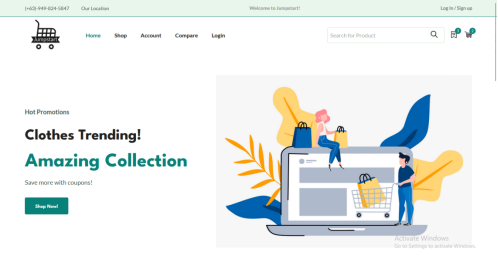 (+63)-949-824-5847 Our Location Welcome to Jumpstart! Log In / Sign up
Jumpstart
Home Shop Account Compare Login Search for Product
Hot Promotions
Clothes Trending!
Amazing Collection
Save more with coupons!
Shop Now!
Activate Windows
Go to Settings to activate Windows.